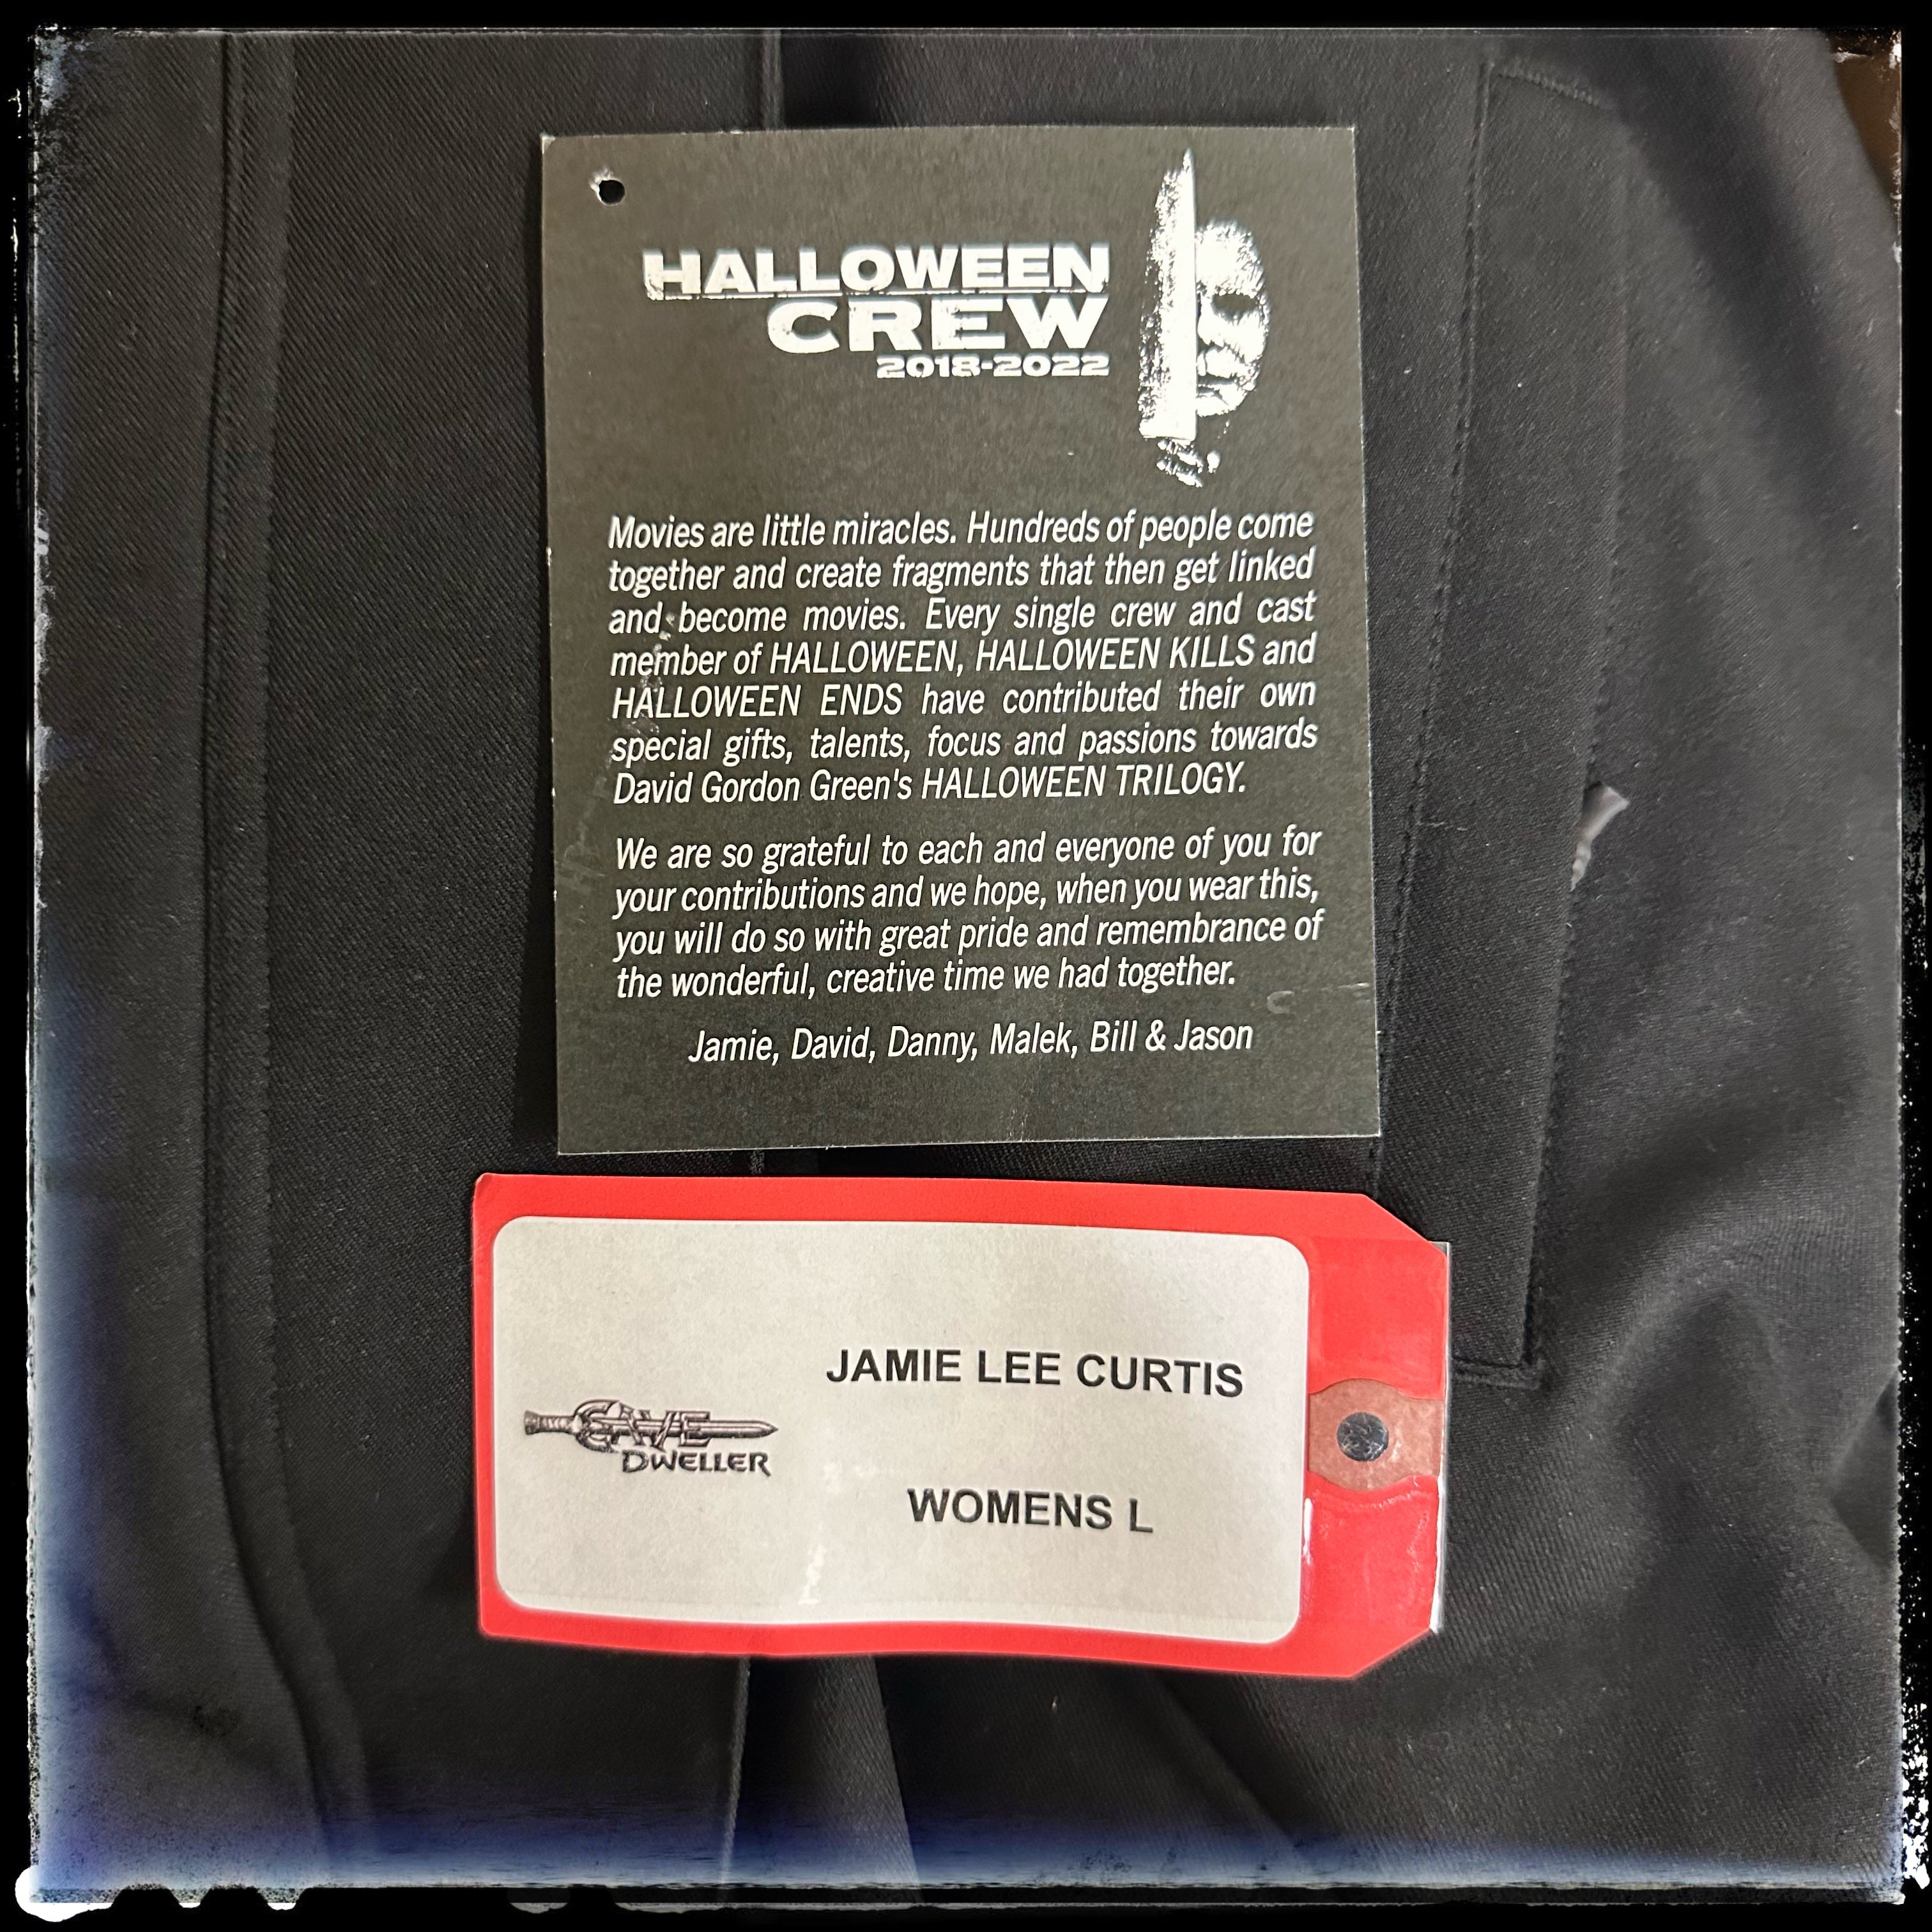 HALLOWEEN
CREW
2018-2022
Movies are little miracles. Hundreds of people come
together and create fragments that then get linked
and become movies. Every single crew and cast
member of HALLOWEEN, HALLOWEEN KILLS and
HALLOWEEN ENDS have contributed their own
special gifts, talents, focus and passions towards
David Gordon Green's HALLOWEEN TRILOGY.
We are so grateful to each and everyone of you for
your contributions and we hope, when you wear this,
you will do so with great pride and remembrance of
the wonderful, creative time we had together.
Jamie, David, Danny, Malek, Bill & Jason
JAMIE LEE CURTIS
CAVE
DWELLER
WOMENS L